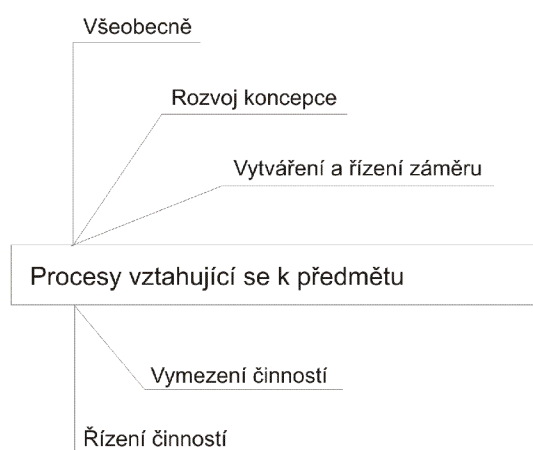 Všeobecně
Rozvoj koncepce
Vytváření a řízení záměru
Procesy vztahující se k předmětu
Vymezení činností
Řízení činností